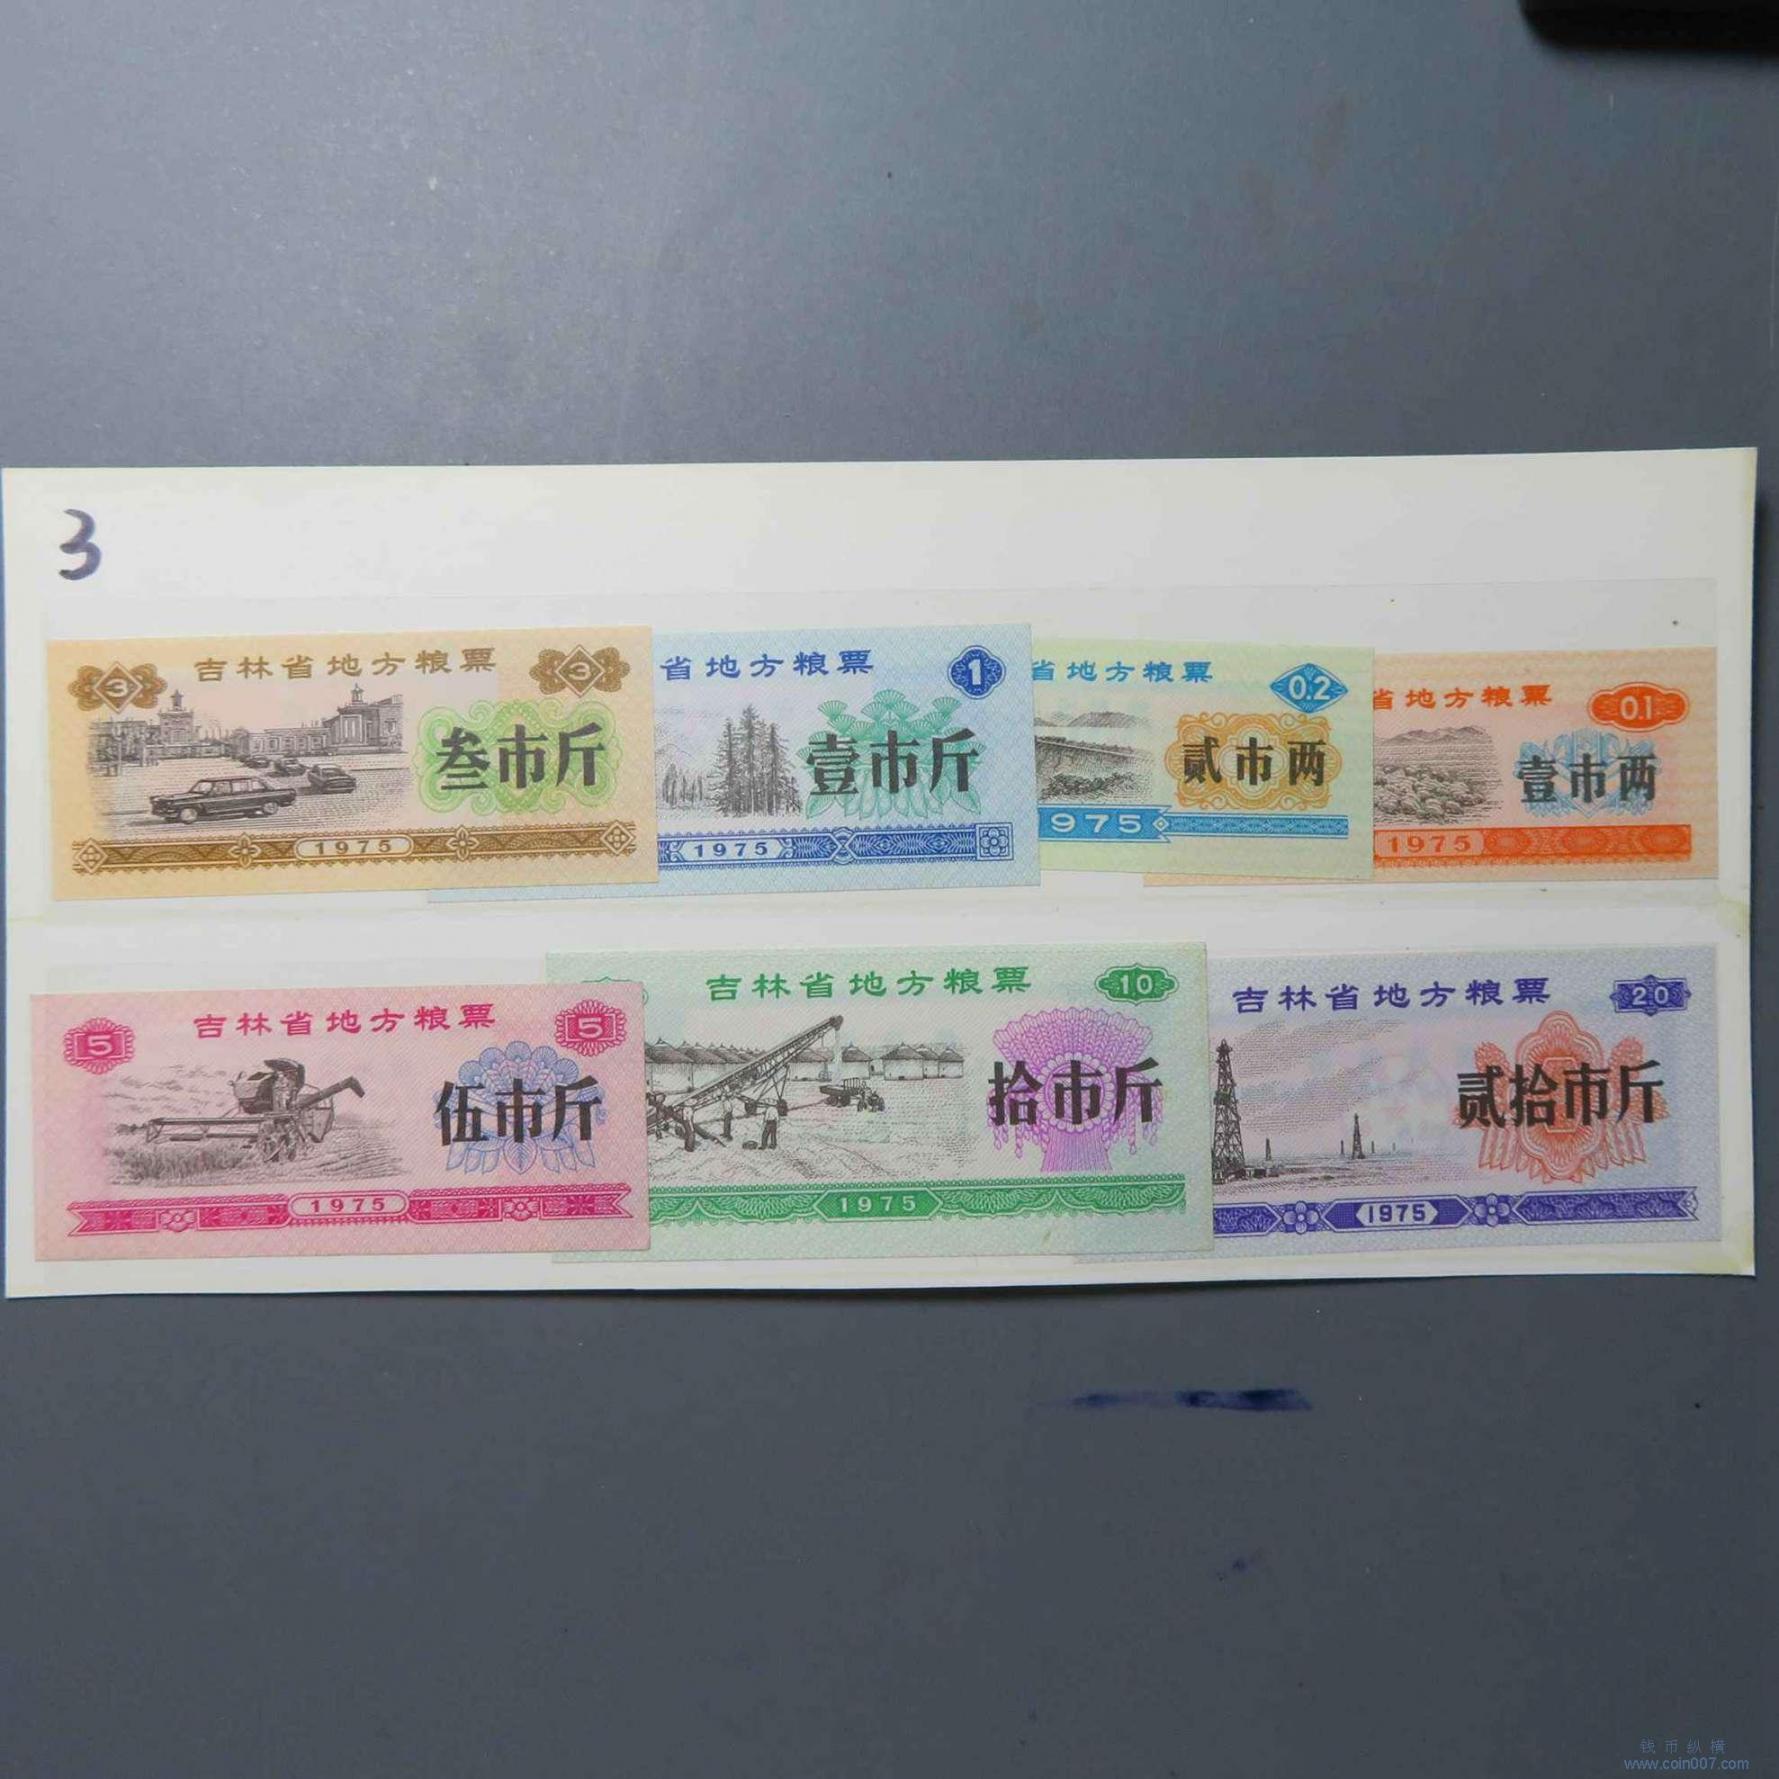 3
吉林省地方粮票
3
3
叁市斤
1975
省地方粮票
1
壹市斤
1975
省地方粮票
0.2
贰市两
975
省地方粮票
0.1
壹市两
1975
吉林省地方粮票
5
5
伍市斤
1975
吉林省地方粮票
10
拾市斤
1975
吉林省地方粮票
20
贰拾市斤
1975
钱币纵横
www.coin007.com